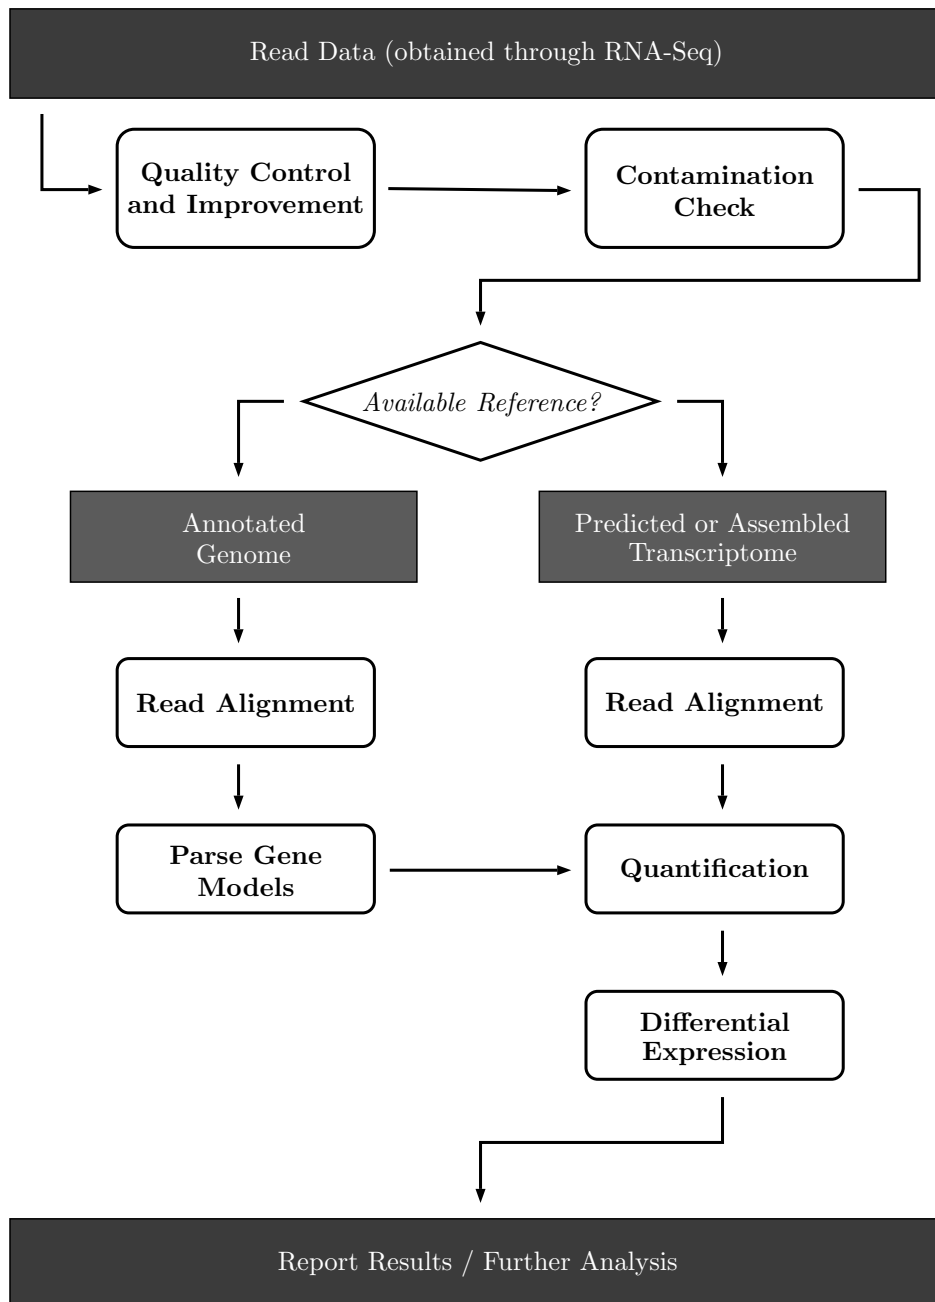 Read Data (obtained through RNA-Seq)
Quality Control
and Improvement
Contamination
Check
Available Reference?
Annotated
Genome
Predicted or Assembled
Transcriptome
Read Alignment
Read Alignment
Parse Gene
Models
Quantification
Differential
Expression
Report Results / Further Analysis